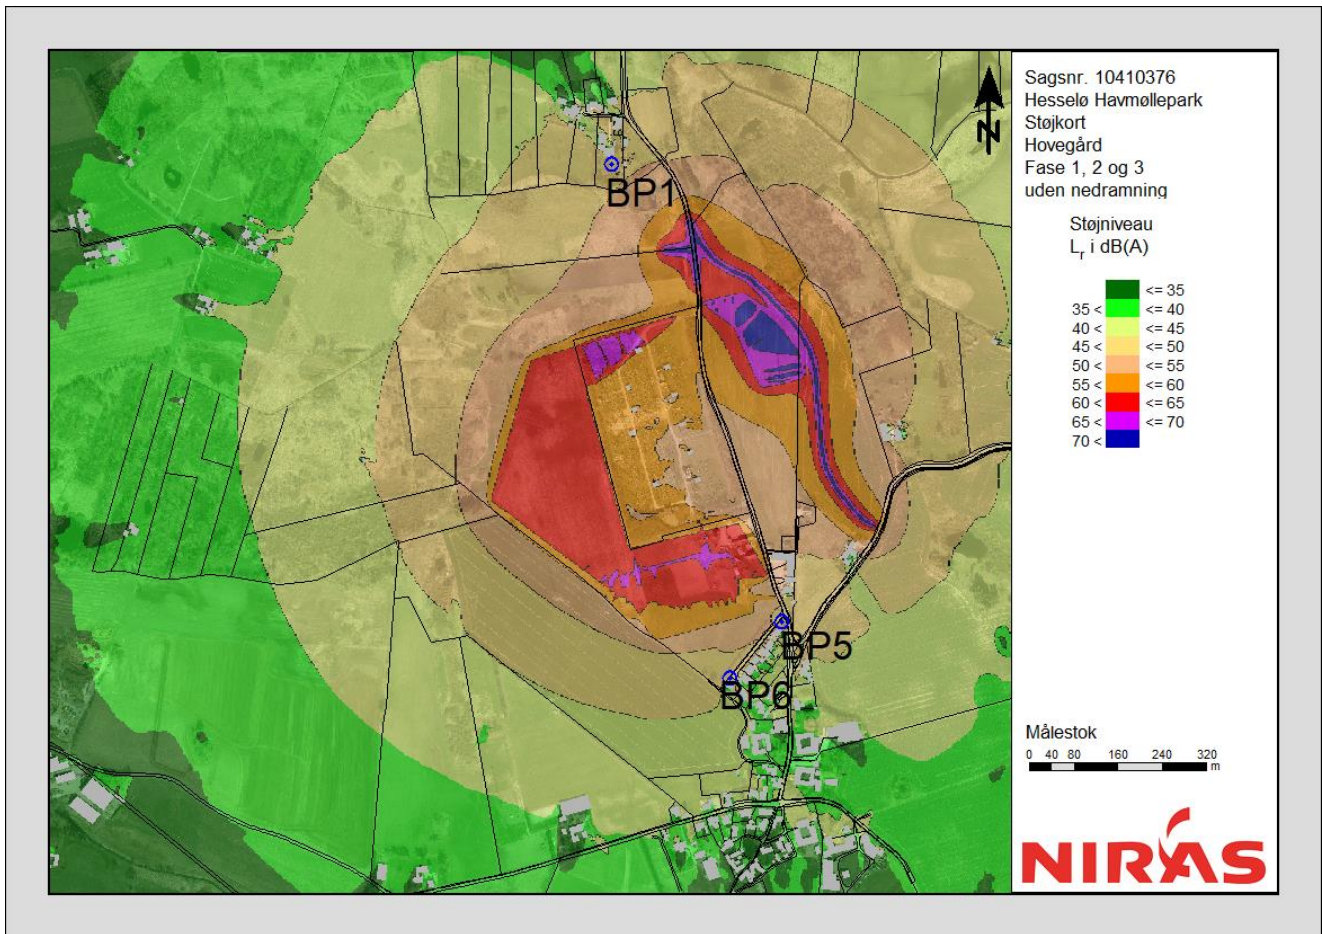 Sagsnr. 10410376
Hesselø Havmøllepark
Støjkort
Hovegård
Fase 1, 2 og 3
uden nedramning
N
Støjniveau
Lr i dB(A)
<= 35
35 < <= 40
40 < <= 45
45 < <= 50
50 < <= 55
55 < <= 60
60 < <= 65
65 < <= 70
70 <
BP1
BP5
BP6
Målestok
0 40 80 160 240 320
m
NIRAS